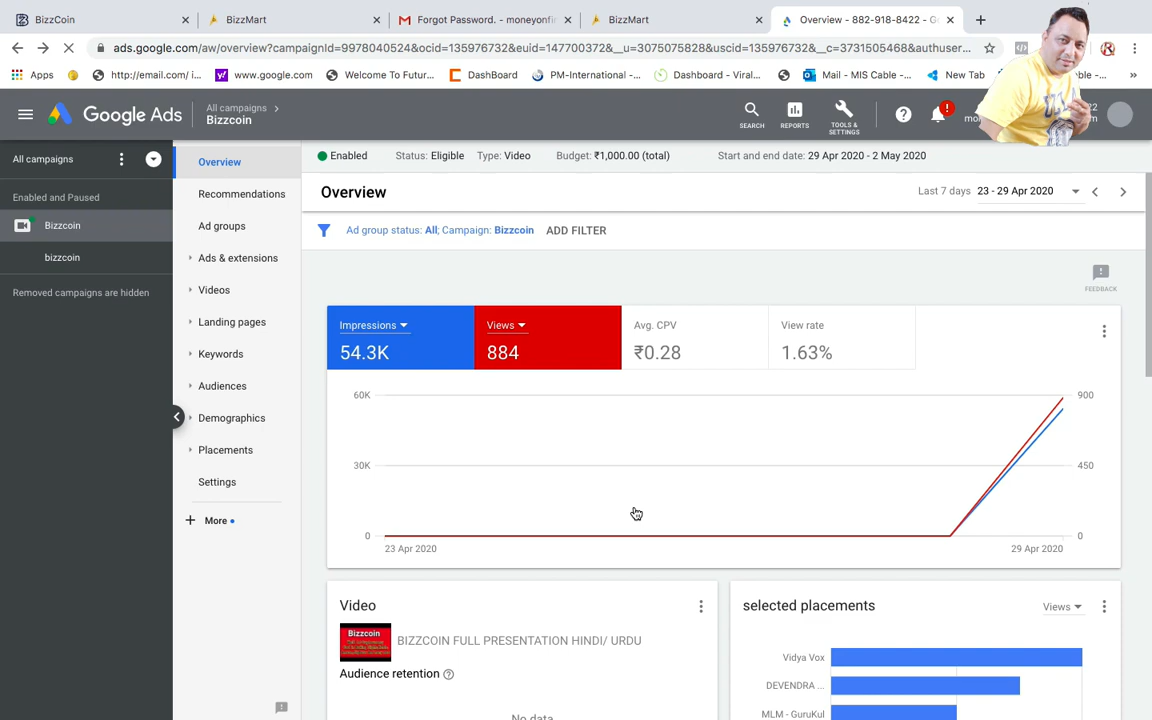 BizzCoin
BizzMart
Forgot Password. - moneyonfin
BizzMart
Overview - 882-918-8422 - G
ads.google.com/aw/overview?campaignId=9978040524&ocid=135976732&euid=147700372&__u=3075075828&uscid=135976732&__c=3731505468&authuser...
Apps
http://email.com/ i...
www.google.com
Welcome To Futur...
DashBoard
PM-International -...
Dashboard - Viral...
Mail - MIS Cable -...
New Tab
ble -...
»
Google Ads
All campaigns
Bizzcoin
SEARCH
REPORTS
TOOLS & SETTINGS
All campaigns
Enabled and Paused
Bizzcoin
bizzcoin
Removed campaigns are hidden
Overview
Recommendations
Ad groups
Ads & extensions
Videos
Landing pages
Keywords
Audiences
Demographics
Placements
Settings
+ More
Enabled
Status: Eligible
Type: Video
Budget: ₹1,000.00 (total)
Start and end date: 29 Apr 2020 - 2 May 2020
Overview
Last 7 days 23 - 29 Apr 2020
Ad group status: All; Campaign: Bizzcoin ADD FILTER
FEEDBACK
Impressions
54.3K
Views
884
Avg. CPV
₹0.28
View rate
1.63%
60K
900
30K
450
0
0
23 Apr 2020
29 Apr 2020
Video
Bizzcoin
BIZZCOIN FULL PRESENTATION HINDI/ URDU
Audience retention
No data
selected placements
Views
Vidya Vox
DEVENDRA ...
MLM - GuruKul